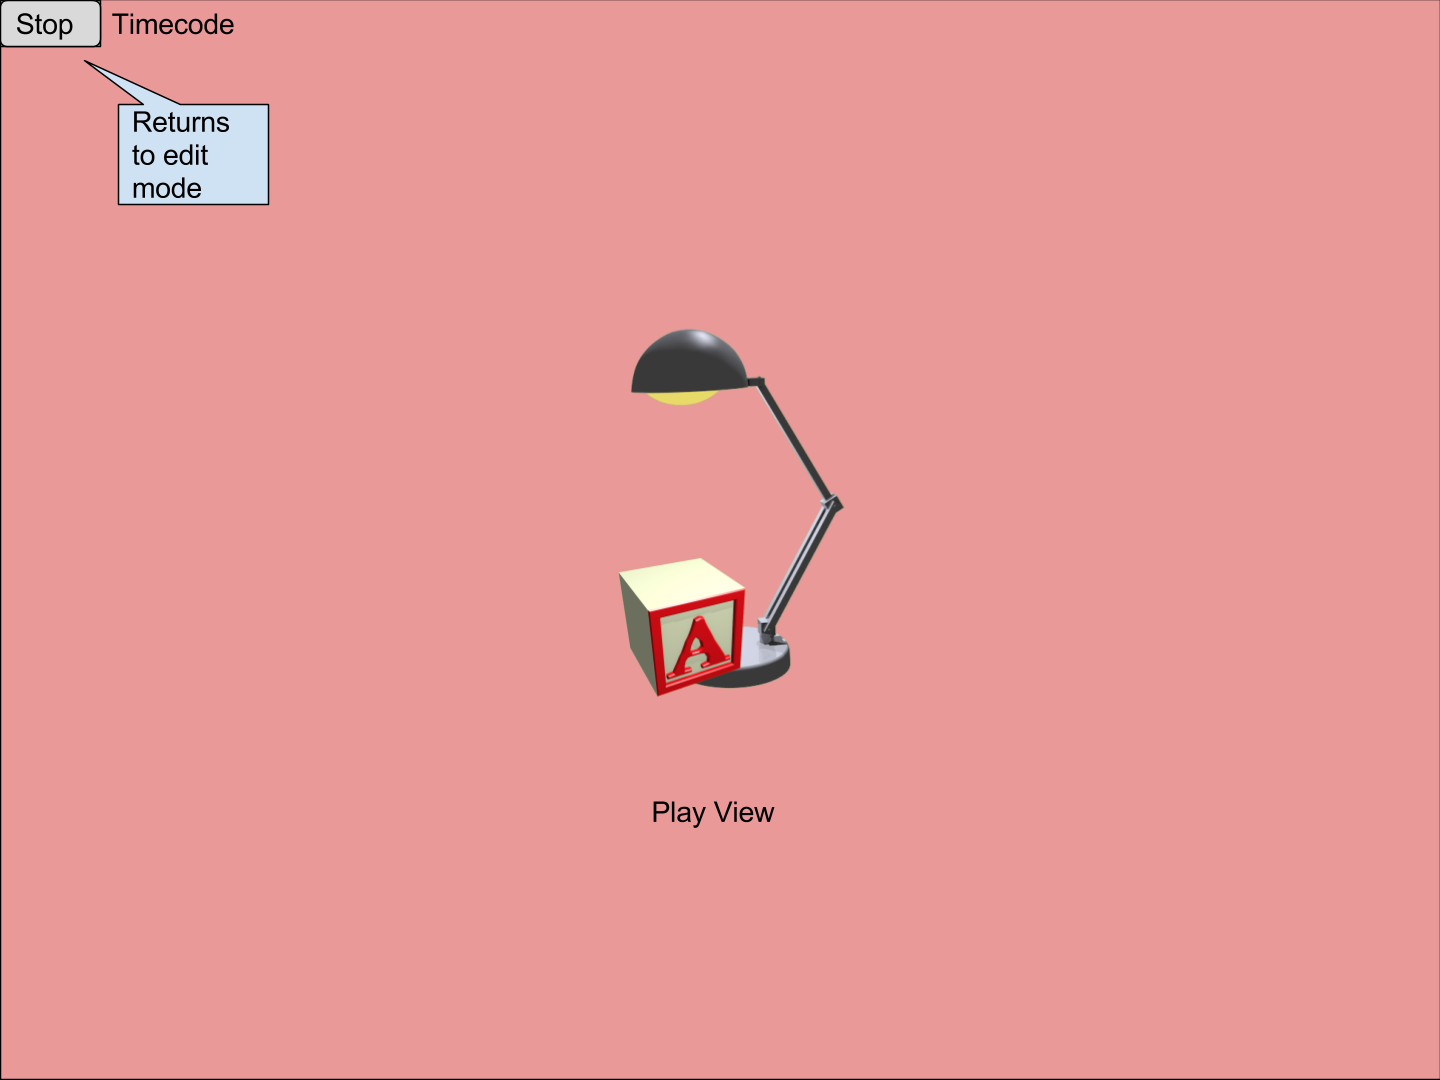 Stop
Timecode
Returns
to edit
mode
A
Play View